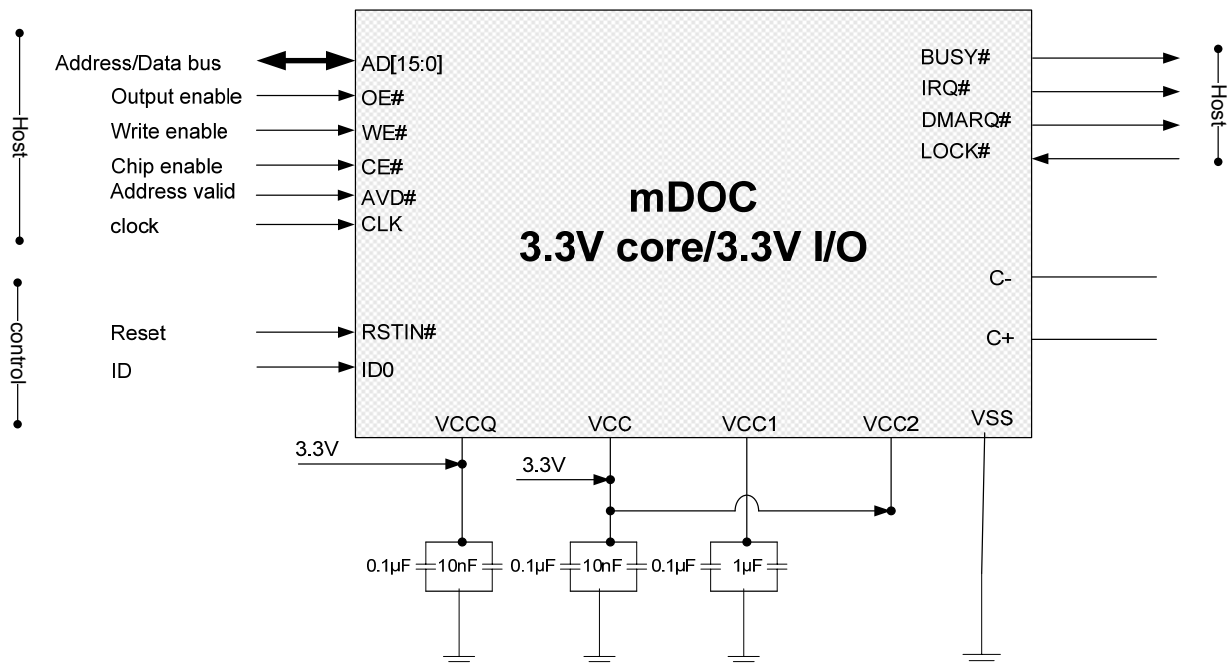 Host
Address/Data bus
Output enable
Write enable
Chip enable
Address valid
clock
control
Reset
ID
AD[15:0]
OE#
WE#
CE#
AVD#
CLK
RSTIN#
ID0
mDOC
3.3V core/3.3V I/O
BUSY#
IRQ#
DMARQ#
LOCK#
Host
C-
C+
VCCQ
VCC
VCC1
VCC2
VSS
3.3V
3.3V
0.1µF
10nF
0.1µF
10nF
0.1µF
1µF